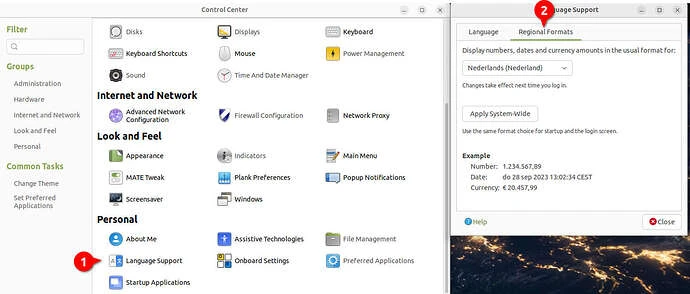 Control Center
Filter
Groups
Administration
Hardware
Internet and Network
Look and Feel
Personal
Common Tasks
Change Theme
Set Preferred
Applications
Disks
Displays
Keyboard
Keyboard Shortcuts
Mouse
Power Management
Sound
Time And Date Manager
Internet and Network
Advanced Network
Configuration
Firewall Configuration
Network Proxy
Look and Feel
Appearance
Indicators
Main Menu
MATE Tweak
Plank Preferences
Popup Notifications
Screensaver
Windows
Personal
About Me
Assistive Technologies
File Management
1
Language Support
Onboard Settings
Preferred Applications
Startup Applications
2
guage Support
Language
Regional Formats
Display numbers, dates and currency amounts in the usual format for:
Nederlands (Nederland)
Changes take effect next time you log in.
Apply System-Wide
Use the same format choice for startup and the login screen.
Example
Number: 1.234.567,89
Date: do 28 sep 2023 13:02:34 CEST
Currency: € 20.457,99
Help
Close